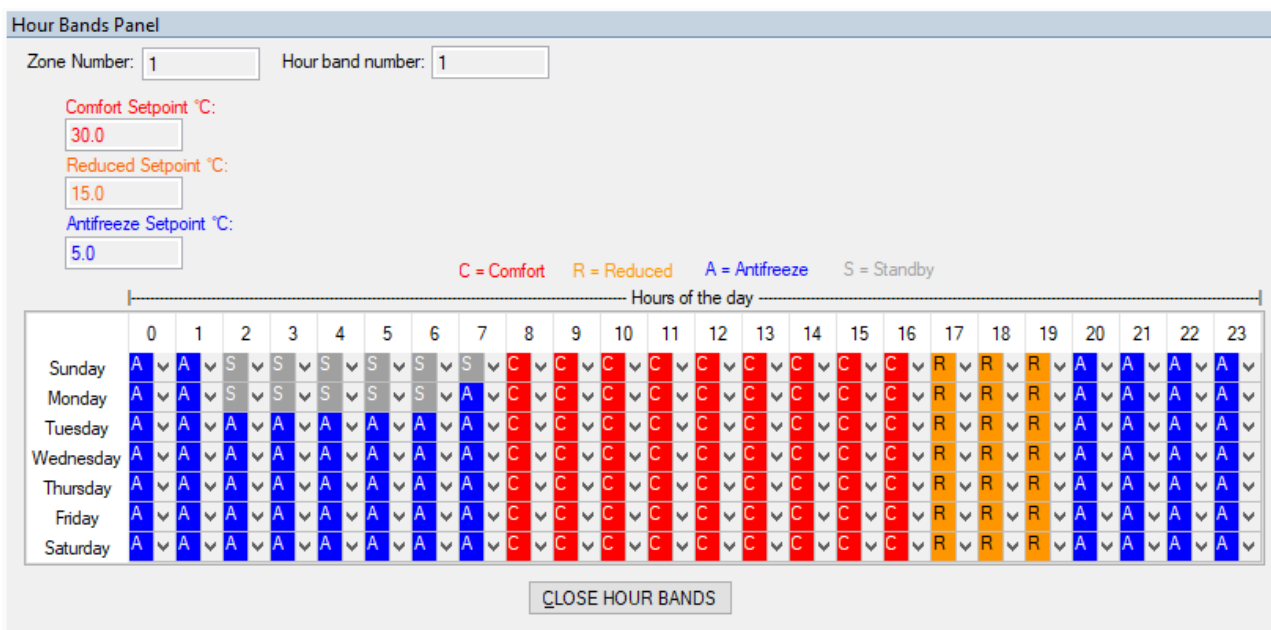 Hour Bands Panel
Zone Number: 1 Hour band number: 1
Comfort Setpoint °C:
30.0
Reduced Setpoint °C:
15.0
Antifreeze Setpoint °C:
5.0
C = Comfort R = Reduced A = Antifreeze S = Standby
Hours of the day
0 1 2 3 4 5 6 7 8 9 10 11 12 13 14 15 16 17 18 19 20 21 22 23
Sunday A A S S S S S S C C C C C C C C C R R R A A A A
Monday A A S S S S S A C C C C C C C C C R R R A A A A
Tuesday A A A A A A A A C C C C C C C C C R R R A A A A
Wednesday A A A A A A A A C C C C C C C C C R R R A A A A
Thursday A A A A A A A A C C C C C C C C C R R R A A A A
Friday A A A A A A A A C C C C C C C C C R R R A A A A
Saturday A A A A A A A A C C C C C C C C C R R R A A A A
CLOSE HOUR BANDS